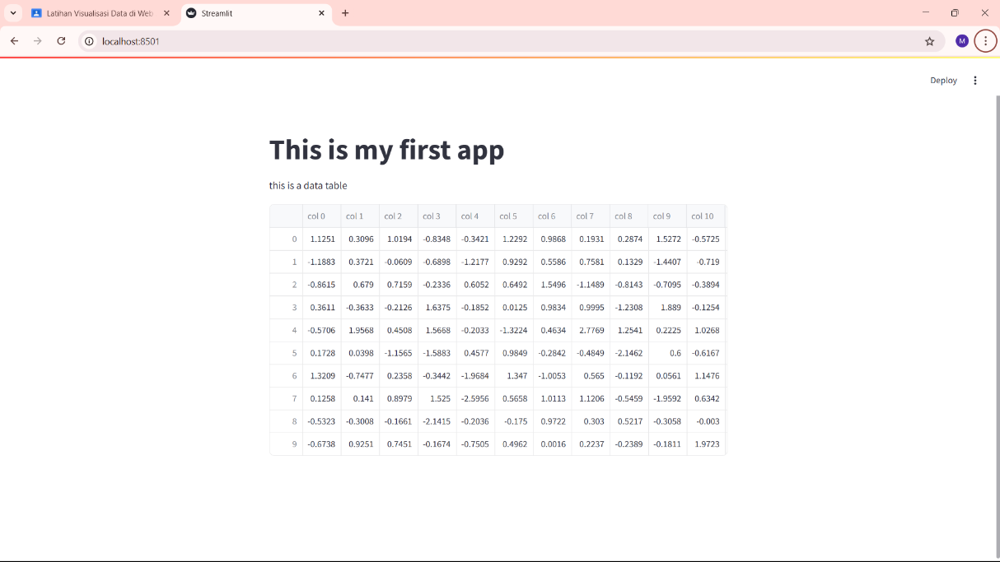 Latihan Visualisasi Data di Web
Streamlit
localhost:8501
M
Deploy
This is my first app
this is a data table
col 0 col 1 col 2 col 3 col 4 col 5 col 6 col 7 col 8 col 9 col 10
0 1.1251 0.3096 1.0194 -0.8348 -0.3421 1.2292 0.9868 0.1931 0.2874 1.5272 -0.5725
1 -1.1883 0.3721 -0.0609 -0.6898 -1.2177 0.9292 0.5586 0.7581 0.1329 -1.4407 -0.719
2 -0.8615 0.679 0.7159 -0.2336 0.6052 0.6492 1.5496 -1.1489 -0.8143 -0.7095 -0.3894
3 0.3611 -0.3633 -0.2126 1.6375 -0.1852 0.0125 0.9834 0.9995 -1.2308 1.889 -0.1254
4 -0.5706 1.9568 0.4508 1.5668 -0.2033 -1.3224 0.4634 2.7769 1.2541 0.2225 1.0268
5 0.1728 0.0398 -1.1565 -1.5883 0.4577 0.9849 -0.2842 -0.4849 -2.1462 0.6 -0.6167
6 1.3209 -0.7477 0.2358 -0.3442 -1.9684 1.347 -1.0053 0.565 -0.1192 0.0561 1.1476
7 0.1258 0.141 0.8979 1.525 -2.5956 0.5658 1.0113 1.1206 -0.5459 -1.9592 0.6342
8 -0.5323 -0.3008 -0.1661 -2.1415 -0.2036 -0.175 0.9722 0.303 0.5217 -0.3058 -0.003
9 -0.6738 0.9251 0.7451 -0.1674 -0.7505 0.4962 0.0016 0.2237 -0.2389 -0.1811 1.9723